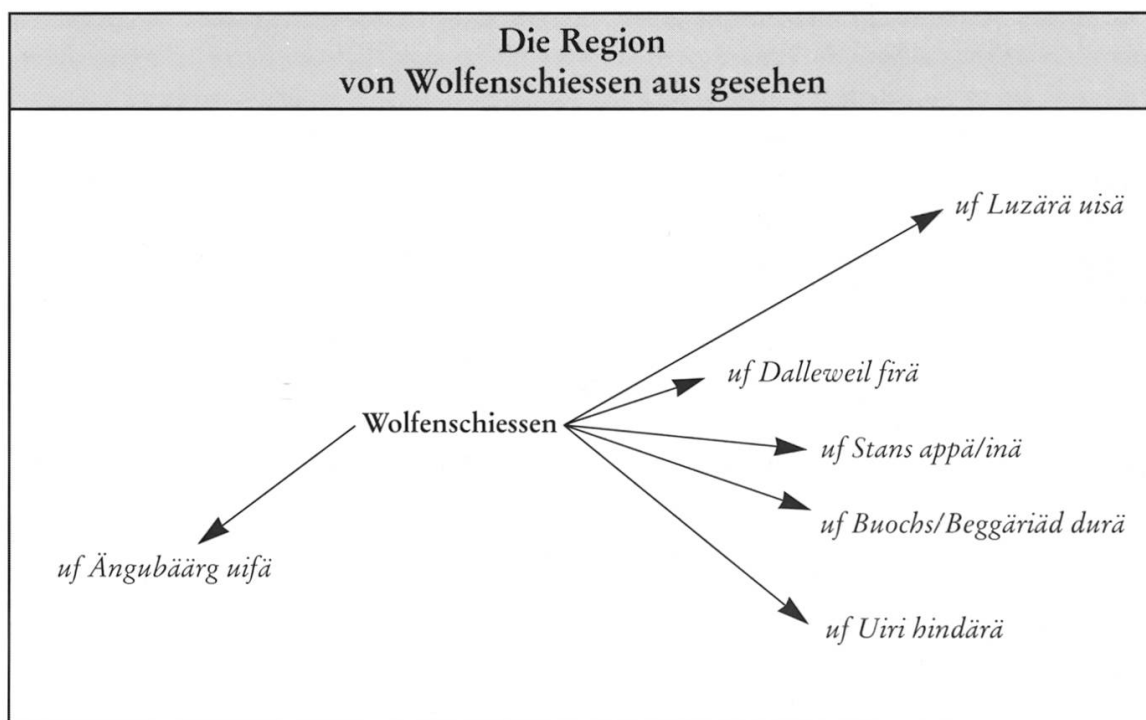 Die Region
von Wolfenschiessen aus gesehen
uf Luzärä uisä
uf Dalleweil firä
Wolfenschiessen
uf Stans appä/inä
uf Buochs/Beggäriäd durä
uf Ängubäärg uifä
uf Uiri hindärä